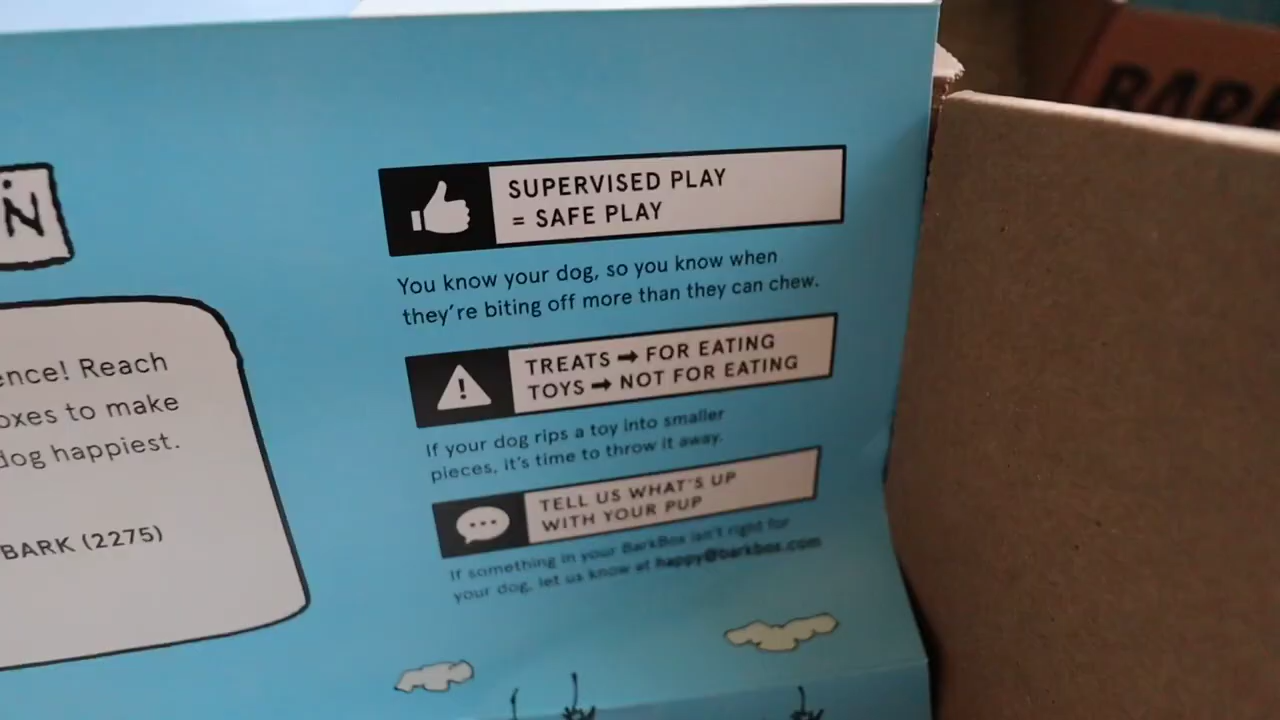 N
ence! Reach
oxes to make
dog happiest.
BARK (2275)
SUPERVISED PLAY
= SAFE PLAY
You know your dog, so you know when
they're biting off more than they can chew.
TREATS ➡ FOR EATING
TOYS ➡ NOT FOR EATING
If your dog rips a toy into smaller
pieces, it's time to throw it away.
TELL US WHAT'S UP
WITH YOUR PUP
If something in your BarkBox isn't right for
your dog, let us know at happy@barkbox.com
BARK